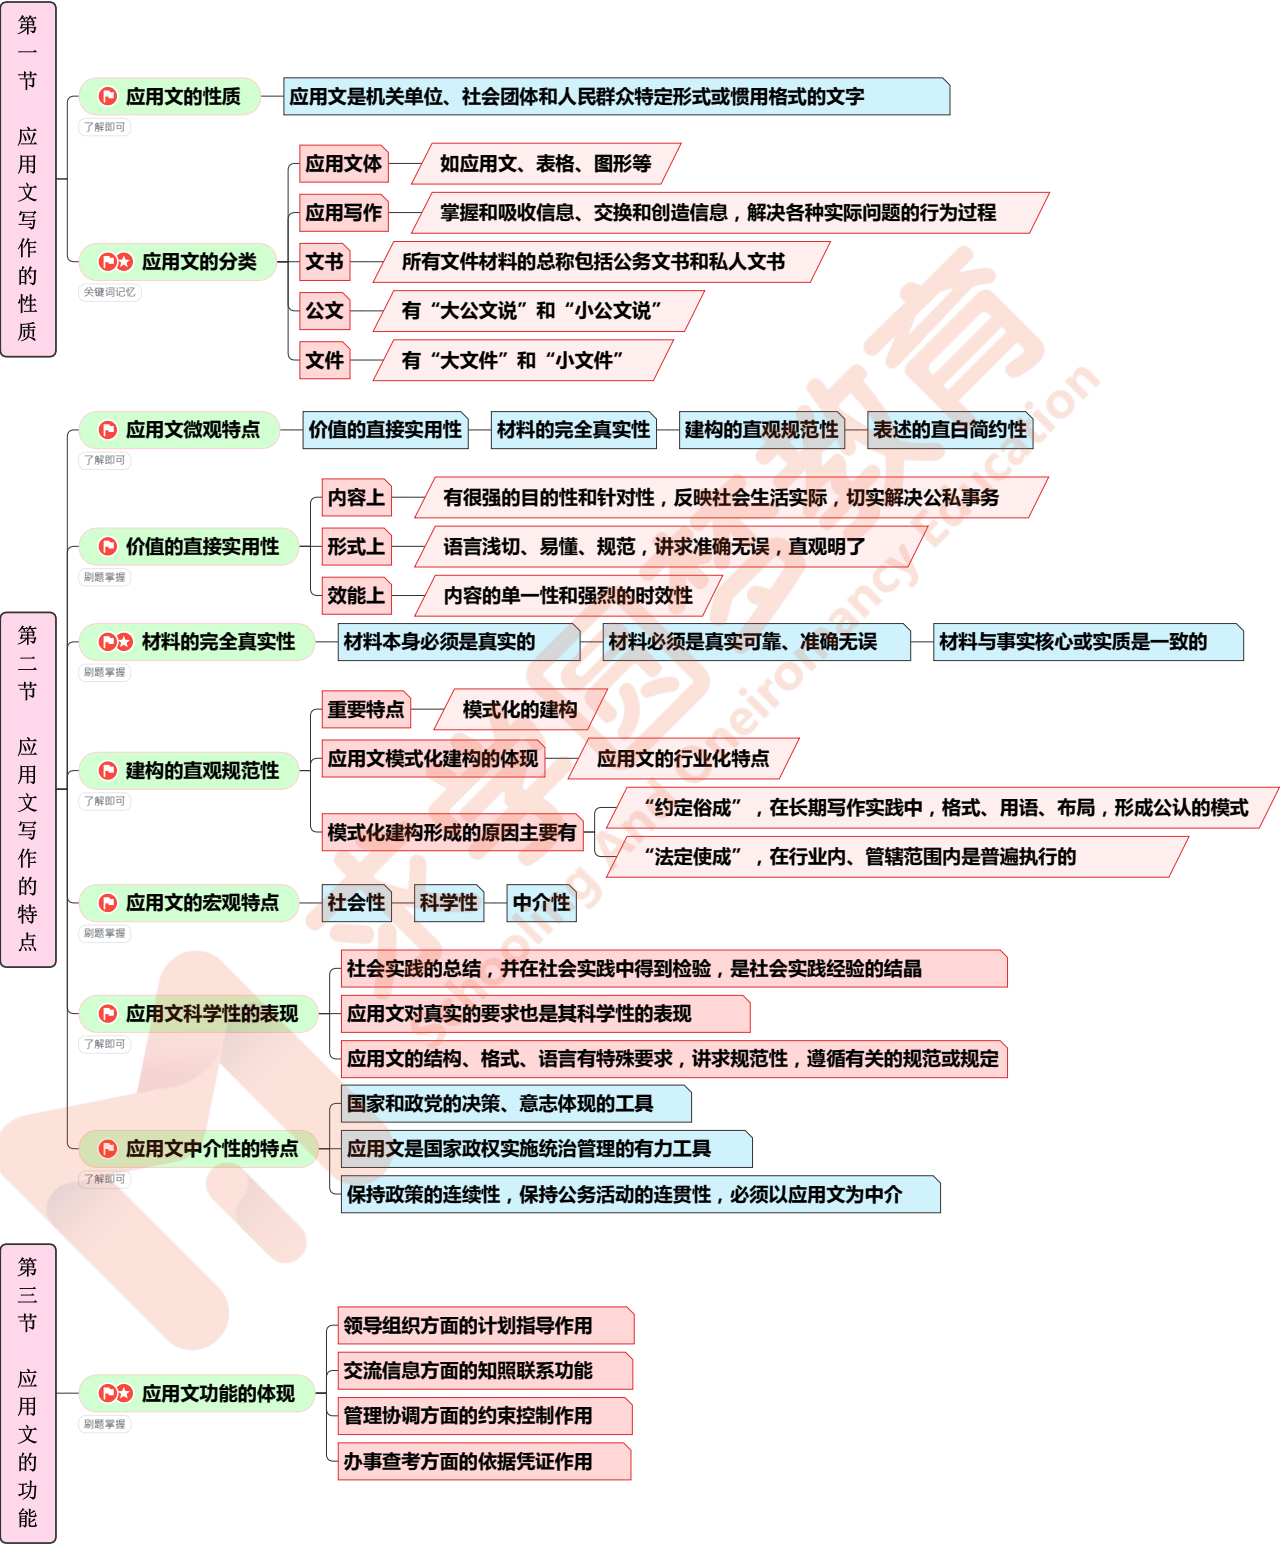 第一节 应用文写作的性质
应用文的性质
了解即可
应用文是机关单位、社会团体和人民群众特定形式或惯用格式的文字
应用文的分类
关键词记忆
应用文体
如应用文、表格、图形等
应用写作
掌握和吸收信息、交换和创造信息，解决各种实际问题的行为过程
文书
所有文件材料的总称包括公务文书和私人文书
公文
有“大公文说”和“小公文说”
文件
有“大文件”和“小文件”
第二节 应用文写作的特点
应用文微观特点
了解即可
价值的直接实用性
材料的完全真实性
建构的直观规范性
表述的直白简约性
价值的直接实用性
刷题掌握
内容上
有很强的目的性和针对性，反映社会生活实际，切实解决公私事务
形式上
语言浅切、易懂、规范，讲求准确无误，直观明了
效能上
内容的单一性和强烈的时效性
材料的完全真实性
刷题掌握
材料本身必须是真实的
材料必须是真实可靠、准确无误
材料与事实核心或实质是一致的
建构的直观规范性
了解即可
重要特点
模式化的建构
应用文模式化建构的体现
应用文的行业化特点
模式化建构形成的原因主要有
“约定俗成”，在长期写作实践中，格式、用语、布局，形成公认的模式
“法定使成”，在行业内、管辖范围内是普遍执行的
应用文的宏观特点
刷题掌握
社会性
科学性
中介性
应用文科学性的表现
了解即可
社会实践的总结，并在社会实践中得到检验，是社会实践经验的结晶
应用文对真实的要求也是其科学性的表现
应用文的结构、格式、语言有特殊要求，讲求规范性，遵循有关的规范或规定
应用文中介性的特点
了解即可
国家和政党的决策、意志体现的工具
应用文是国家政权实施统治管理的有力工具
保持政策的连续性，保持公务活动的连贯性，必须以应用文为中介
第三节 应用文的功能
应用文功能的体现
刷题掌握
领导组织方面的计划指导作用
交流信息方面的知照联系功能
管理协调方面的约束控制作用
办事查考方面的依据凭证作用
求学圆梦教育
Schooling And Oneiromancy Education